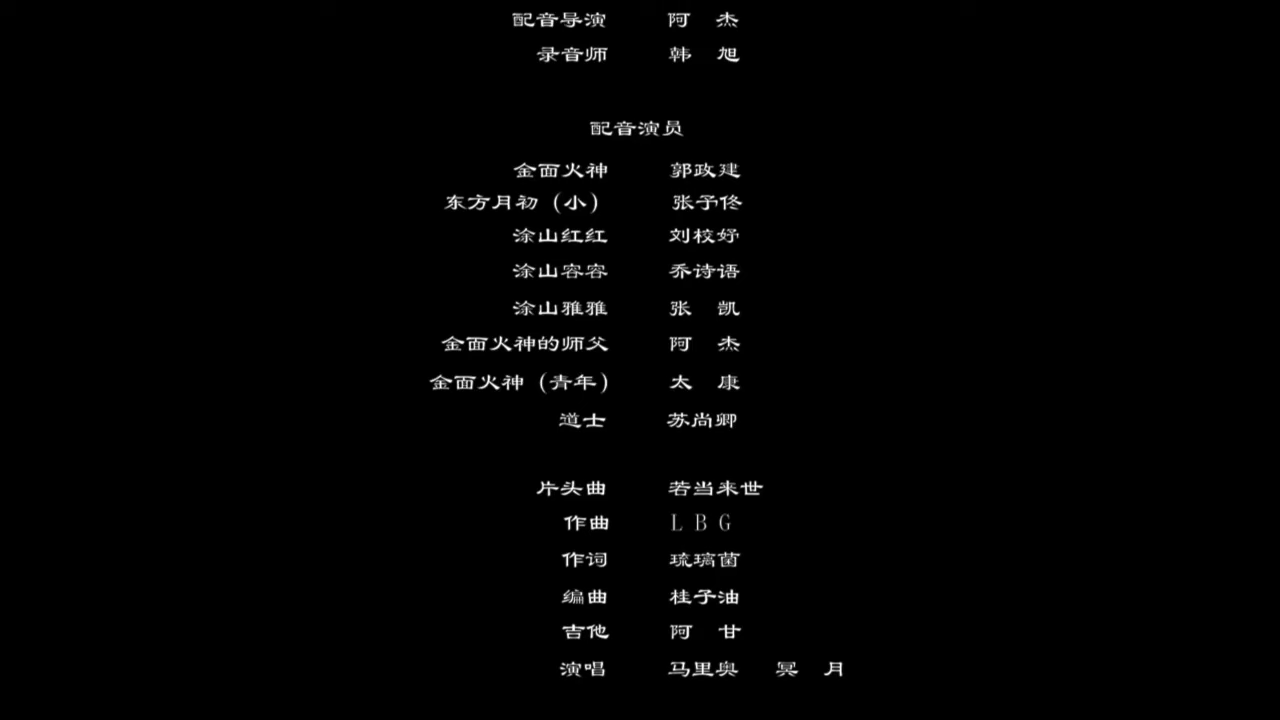 配音导演 阿 杰
录音师 韩 旭
配音演员
金面火神 郭政建
东方月初（小） 张予佟
涂山红红 刘校妤
涂山容容 乔诗语
涂山雅雅 张 凯
金面火神的师父 阿 杰
金面火神（青年） 太 康
道士 苏尚卿
片头曲 若当来世
作曲 LBG
作词 琉璃菌
编曲 桂子油
吉他 阿 甘
演唱 马里奥 冥 月